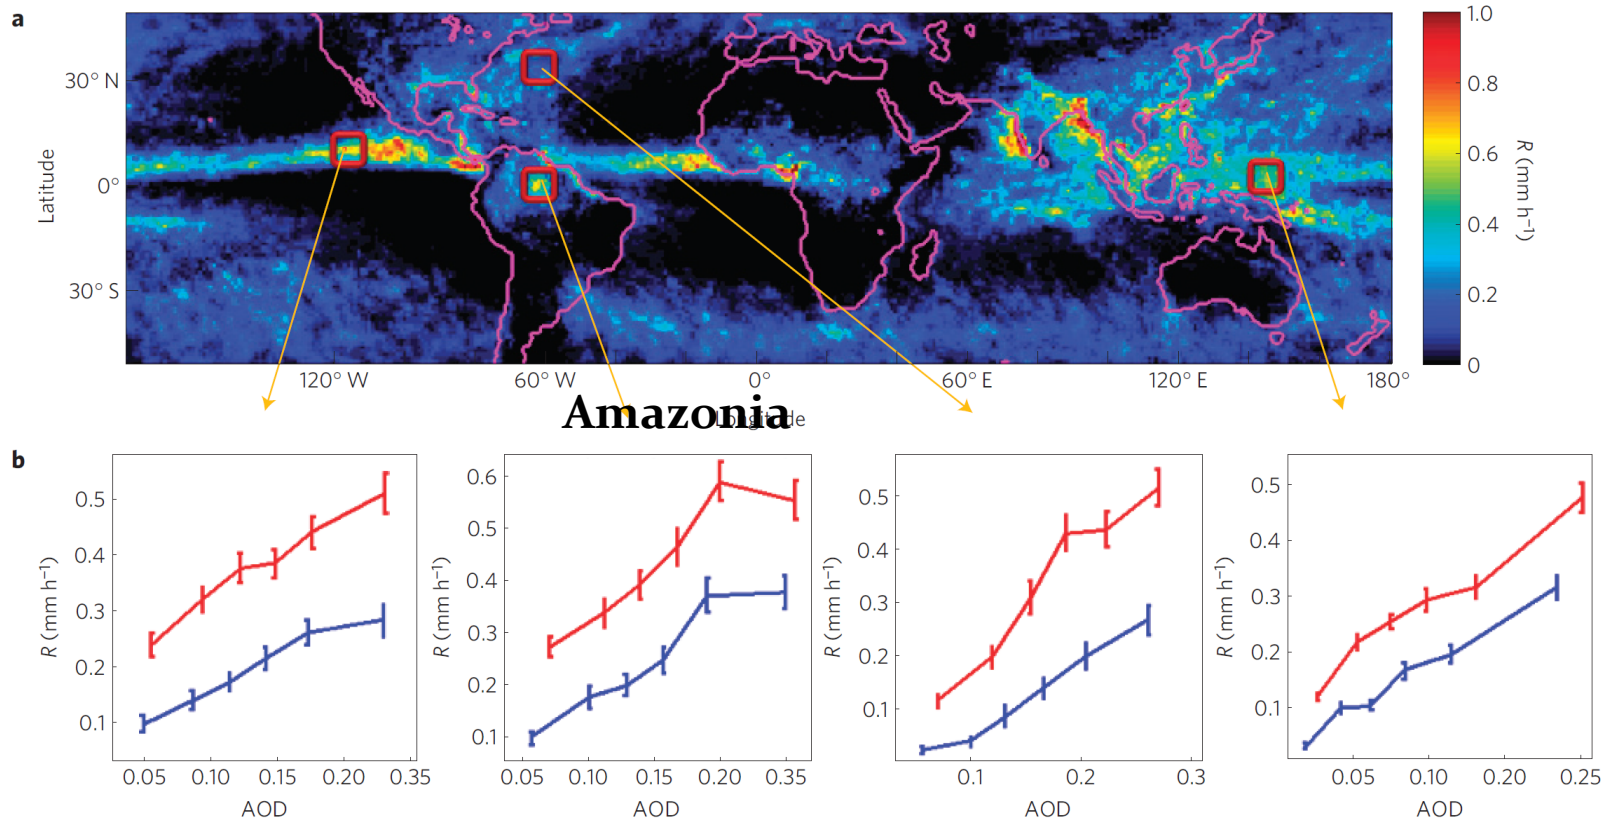 a
30° N
0°
30° S
Latitude
120° W
60° W
0°
60° E
120° E
180°
Longitude
Amazonia
1.0
0.8
0.6
0.4
0.2
0
R (mm h⁻¹)
b
0.5
0.4
0.3
0.2
0.1
R (mm h⁻¹)
0.05 0.10 0.15 0.20 0.35
AOD
0.6
0.5
0.4
0.3
0.2
0.1
R (mm h⁻¹)
0.05 0.10 0.15 0.20 0.35
AOD
0.5
0.4
0.3
0.2
0.1
R (mm h⁻¹)
0.1 0.2 0.3
AOD
0.5
0.4
0.3
0.2
0.1
R (mm h⁻¹)
0.05 0.10 0.20 0.25
AOD